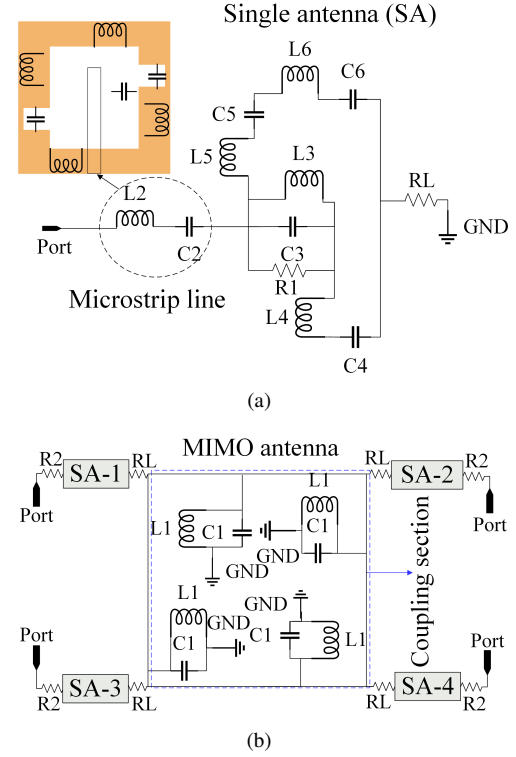 Single antenna (SA)
L6
C6
C5
L5
L3
L2
RL
Port
C2
C3
GND
R1
Microstrip line
L4
C4
(a)
MIMO antenna
R2
SA-1
RL
RL
SA-2
R2
Port
Port
L1
L1
C1
C1
GND
GND
Coupling section
L1
GND
GND
C1
C1
L1
Port
Port
SA-3
SA-4
R2
RL
RL
R2
(b)